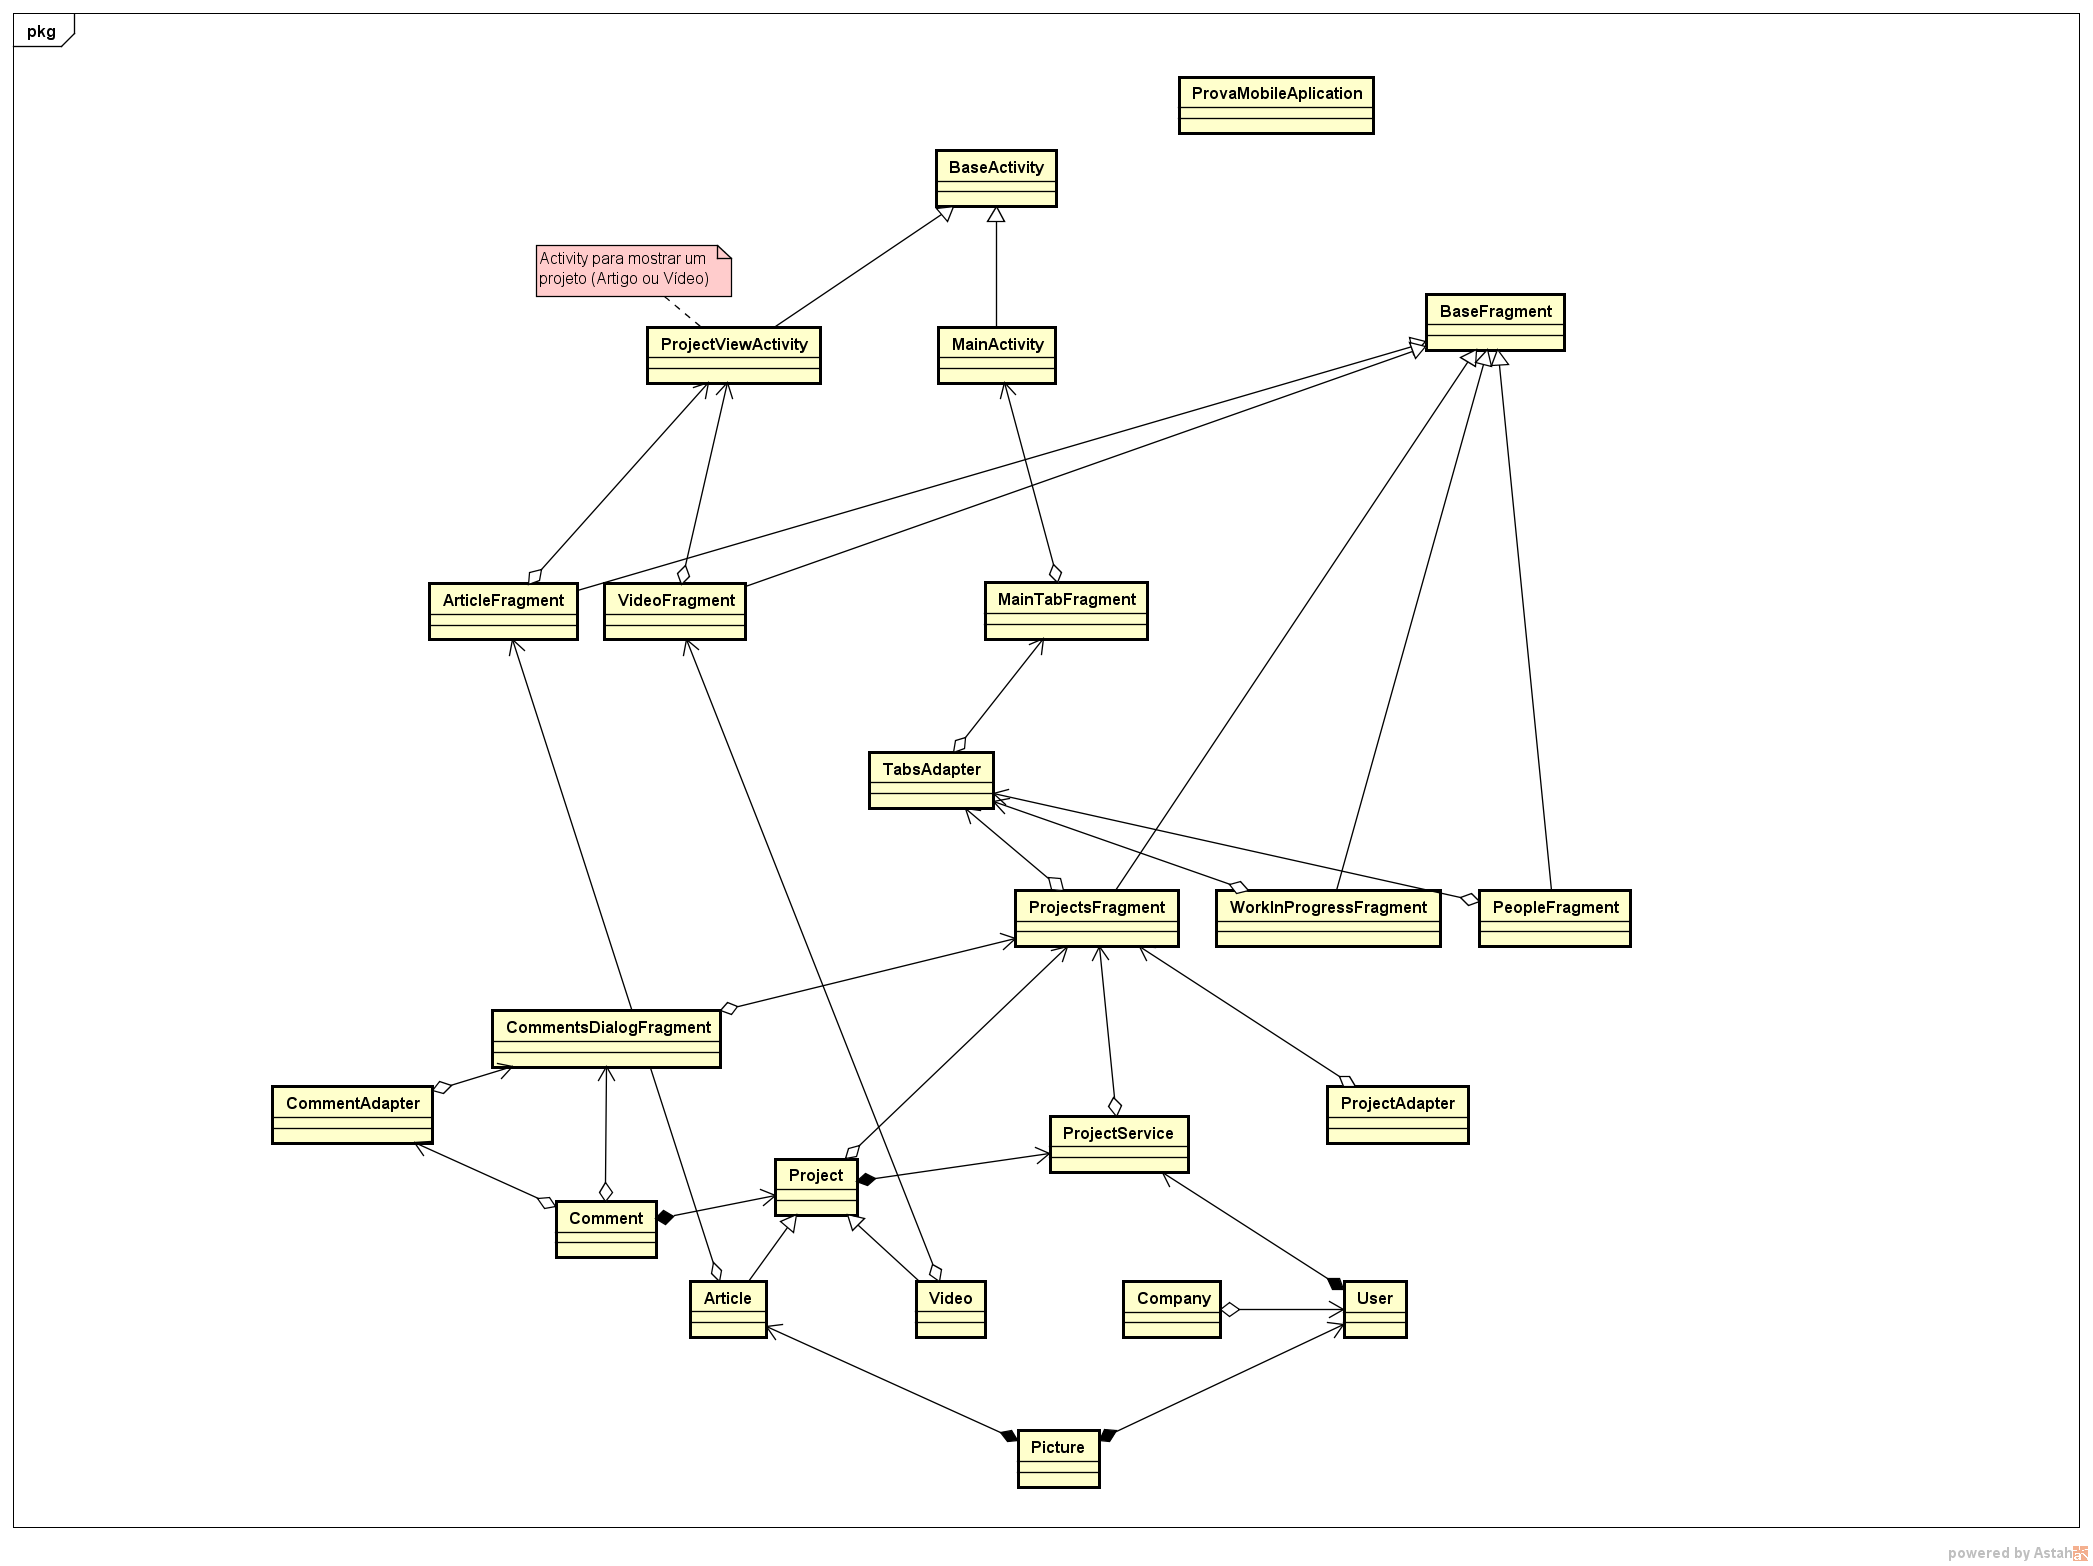 pkg
ProvaMobileAplication
BaseActivity
Activity para mostrar um
projeto (Artigo ou Vídeo)
BaseFragment
ProjectViewActivity
MainActivity
ArticleFragment
VideoFragment
MainTabFragment
TabsAdapter
ProjectsFragment
WorkInProgressFragment
PeopleFragment
CommentsDialogFragment
CommentAdapter
ProjectAdapter
ProjectService
Project
Comment
Article
Video
Company
User
Picture
powered by Astah